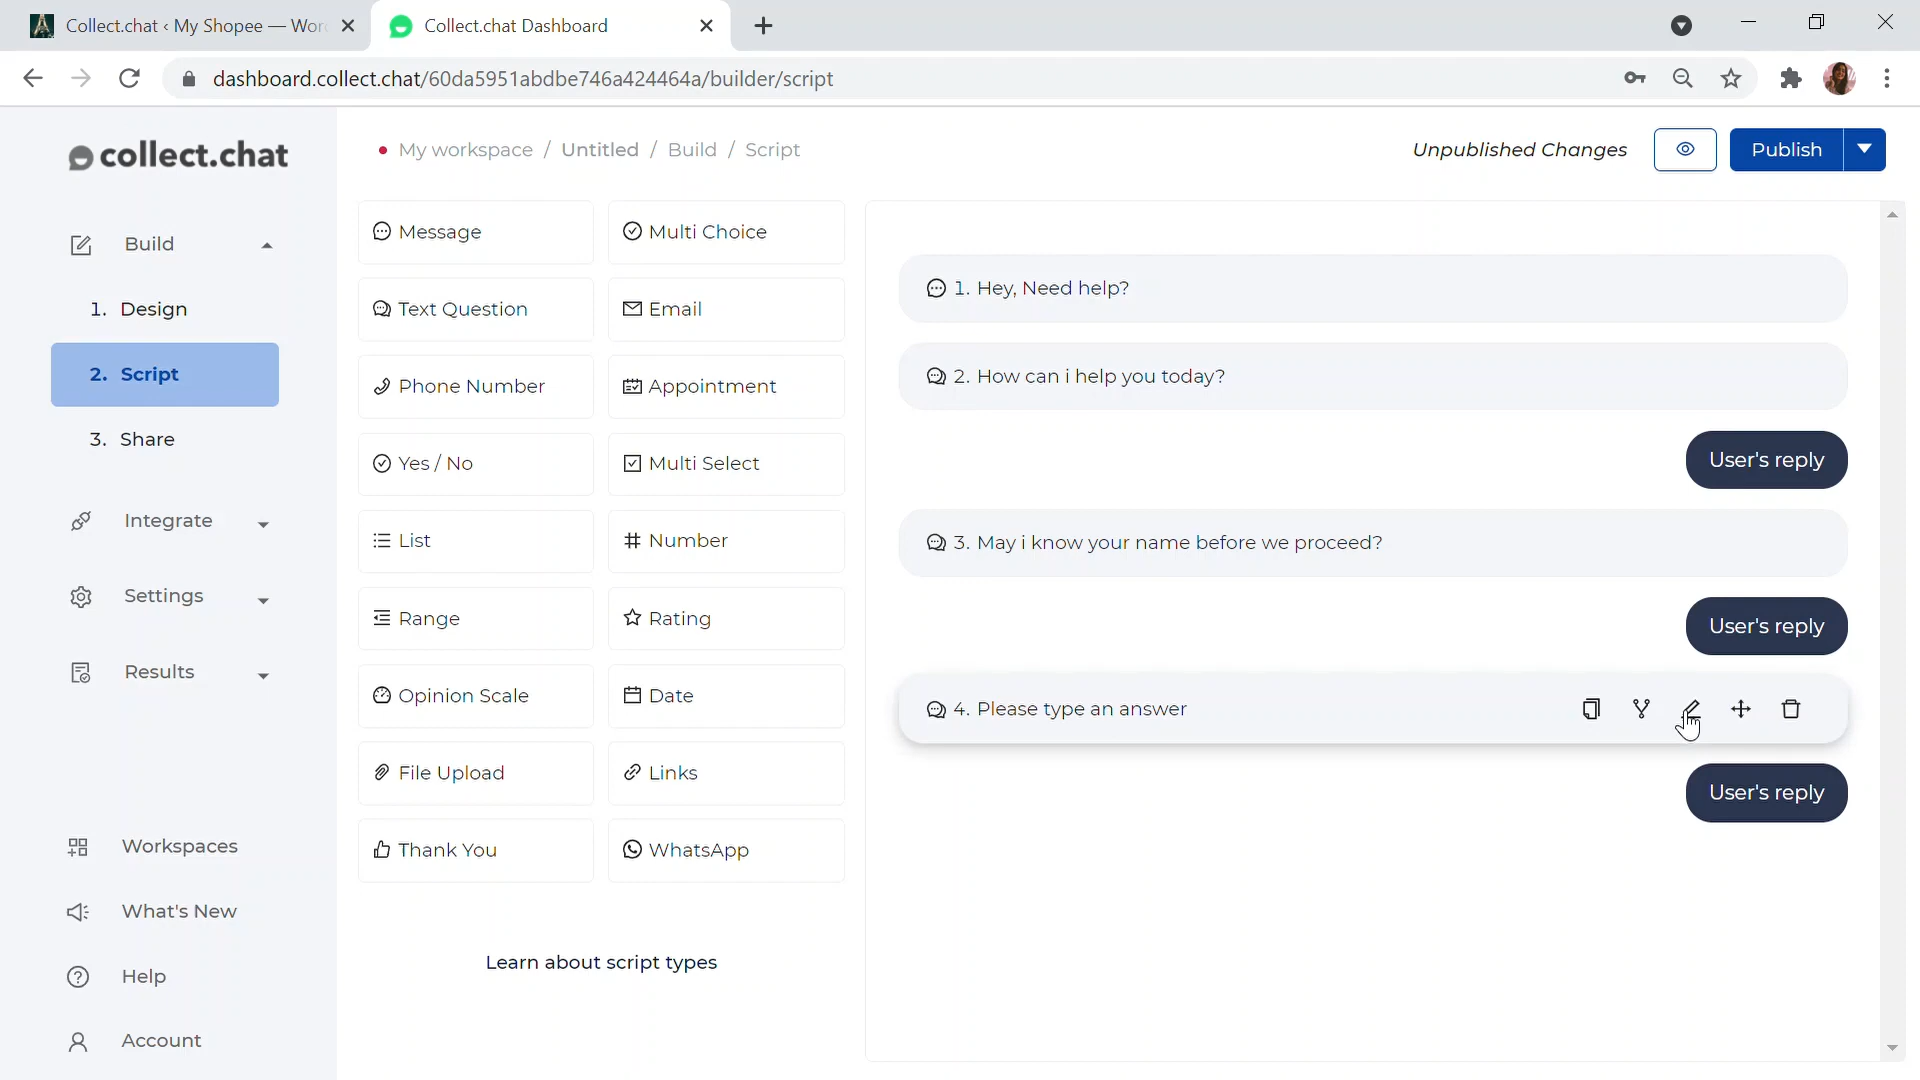 Collect.chat ‹ My Shopee — Wor
Collect.chat Dashboard
dashboard.collect.chat/60da5951abdbe746a424464a/builder/script
collect.chat
My workspace / Untitled / Build / Script
Unpublished Changes
Publish
Build
1. Design
2. Script
3. Share
Integrate
Settings
Results
Workspaces
What's New
Help
Account
Message
Multi Choice
Text Question
Email
Phone Number
Appointment
Yes / No
Multi Select
List
Number
Range
Rating
Opinion Scale
Date
File Upload
Links
Thank You
WhatsApp
Learn about script types
1. Hey, Need help?
2. How can i help you today?
User's reply
3. May i know your name before we proceed?
User's reply
4. Please type an answer
User's reply